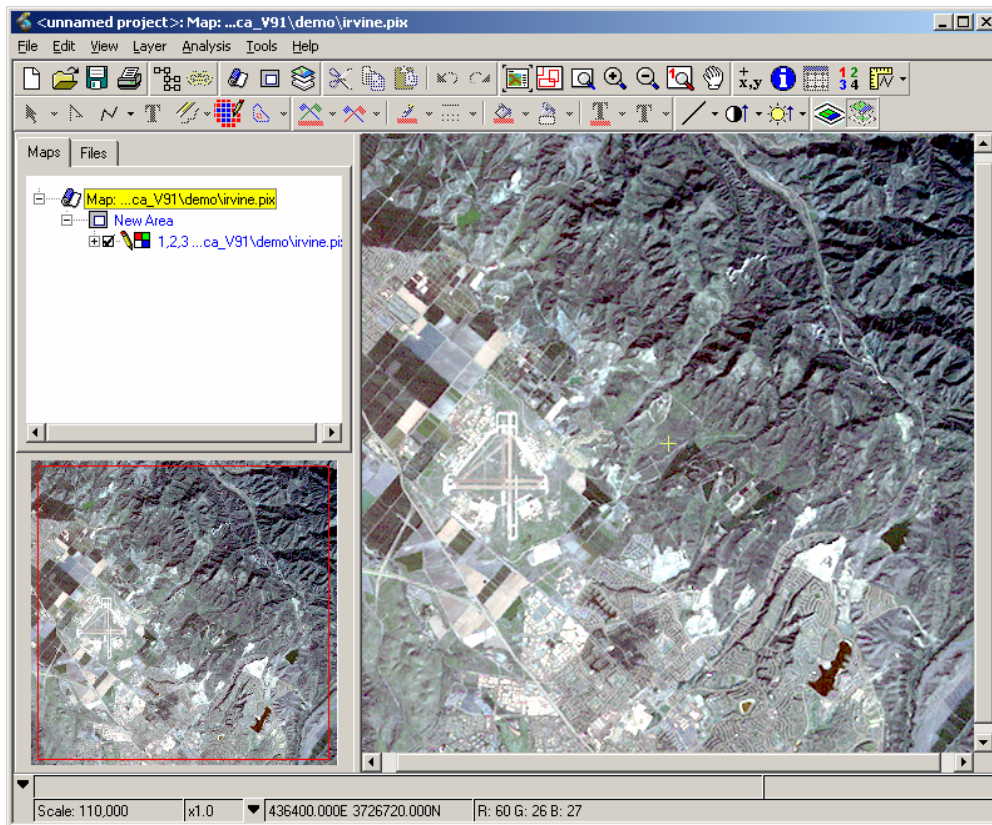 <unnamed project>: Map: ...ca_V91\demo\irvine.pix
File Edit View Layer Analysis Tools Help
+ x,y 1 2 3 4
Maps Files
Map: ...ca_V91\demo\irvine.pix
New Area
1,2,3 ...ca_V91\demo\irvine.pi
Scale: 110,000 x1.0 436400.000E 3726720.000N R: 60 G: 26 B: 27